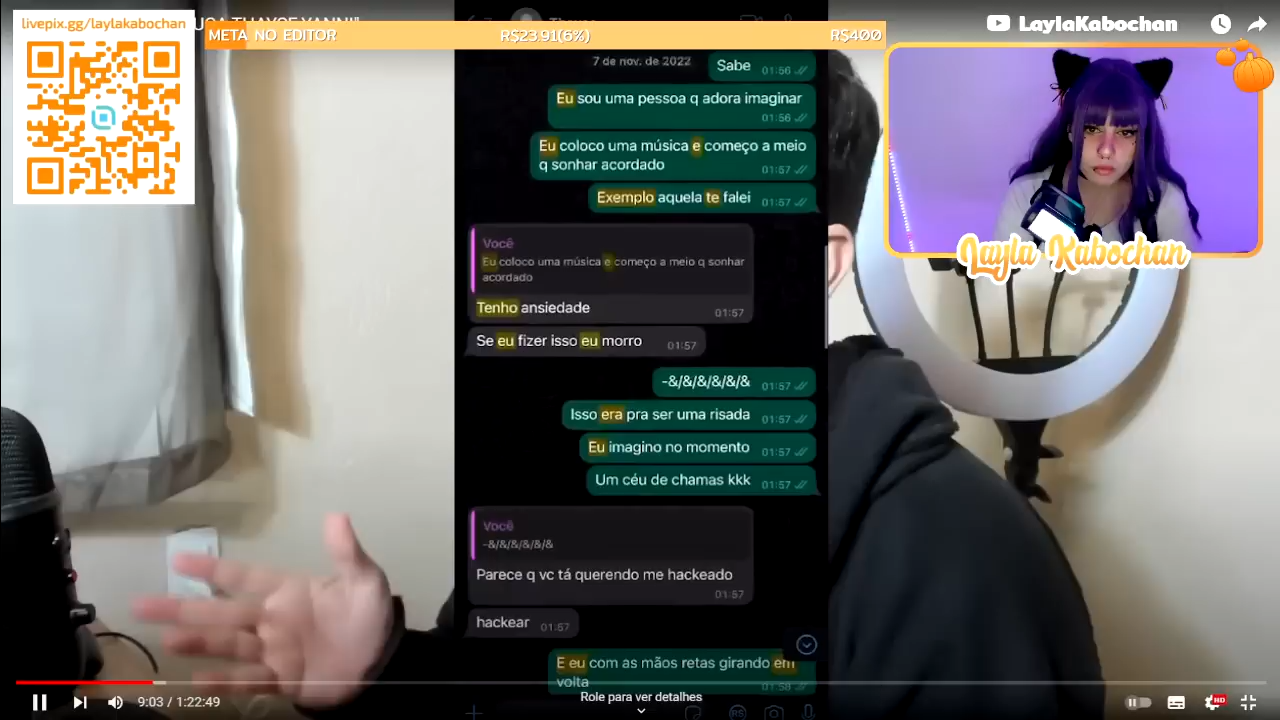 livepix.gg/laylakabochan
META NO EDITOR
R$23.91(6%)
R$400
LaylaKabochan
Layla Kabochan
7 de nov. de 2022
Sabe 01:56
Eu sou uma pessoa q adora imaginar
01:56
Eu coloco uma música e começo a meio
q sonhar acordado 01:57
Exemplo aquela te falei 01:57
Você
Eu coloco uma música e começo a meio q sonhar
acordado
Tenho ansiedade
01:57
Se eu fizer isso eu morro 01:57
-&/&/&/&/&/& 01:57
Isso era pra ser uma risada 01:57
Eu imagino no momento 01:57
Um céu de chamas kkk 01:57
Você
-&/&/&/&/&/&
Parece q vc tá querendo me hackeado
01:57
hackear 01:57
E eu com as mãos retas girando em
volta 01:58
Role para ver detalhes
9:03 / 1:22:49
HD